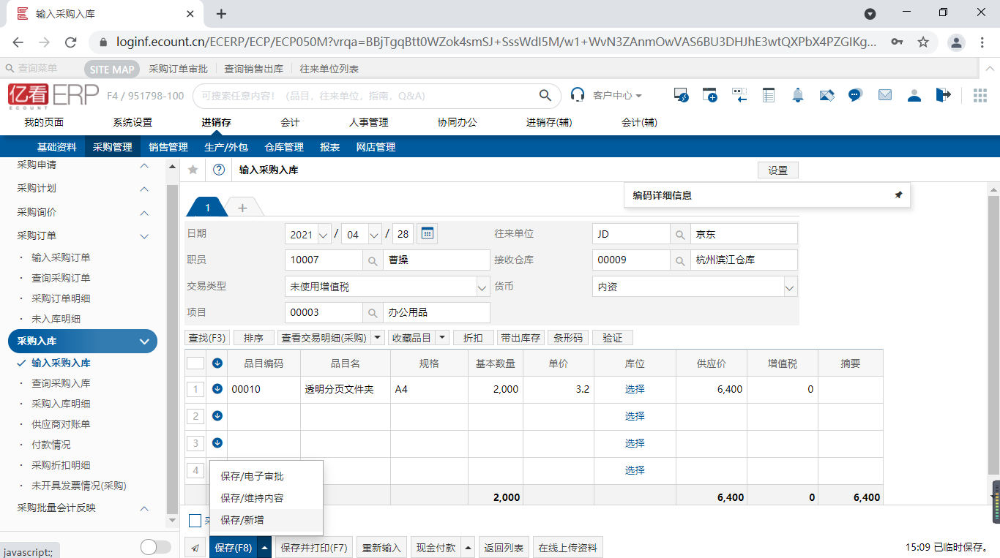 输入采购入库
loginf.ecount.cn/ECERP/ECP/ECP050M?vrqa=BBjTgqBtt0WZok4smSJ+SssWdI5M/w1+WvN3ZAnmOwVAS6BU3DHJhE3wtQXPbX4PZGIKg...
查询菜单 SITE MAP 采购订单审批 查询销售出库 往来单位列表
亿看 ERP ECOUNT F4 / 951798-100 可搜索任意内容！ (品目, 往来单位, 指南, Q&A) 客户中心
我的页面 系统设置 进销存 会计 人事管理 协同办公 进销存(辅) 会计(辅)
基础资料 采购管理 销售管理 生产/外包 仓库管理 报表 网店管理
采购申请
采购计划
采购询价
采购订单
· 输入采购订单
· 查询采购订单
· 采购订单明细
· 未入库明细
采购入库
输入采购入库
· 查询采购入库
· 采购入库明细
· 供应商对账单
· 付款情况
· 采购折扣明细
· 未开具发票情况(采购)
采购批量会计反映
javascript:;
输入采购入库 设置
编码详细信息
1 +
日期 2021 / 04 / 28 往来单位 JD 京东
职员 10007 曹操 接收仓库 00009 杭州滨江仓库
交易类型 未使用增值税 货币 内资
项目 00003 办公用品
查找(F3) 排序 查看交易明细(采购) 收藏品目 折扣 带出库存 条形码 验证
品目编码 品目名 规格 基本数量 单价 库位 供应价 增值税 摘要
1 00010 透明分页文件夹 A4 2,000 3.2 选择 6,400 0
2 选择
3 选择
4 选择
2,000 6,400 0 6,400
保存/电子审批
保存/维持内容
保存/新增
保存(F8) 保存并打印(F7) 重新输入 现金付款 返回列表 在线上传资料 15:09 已临时保存。